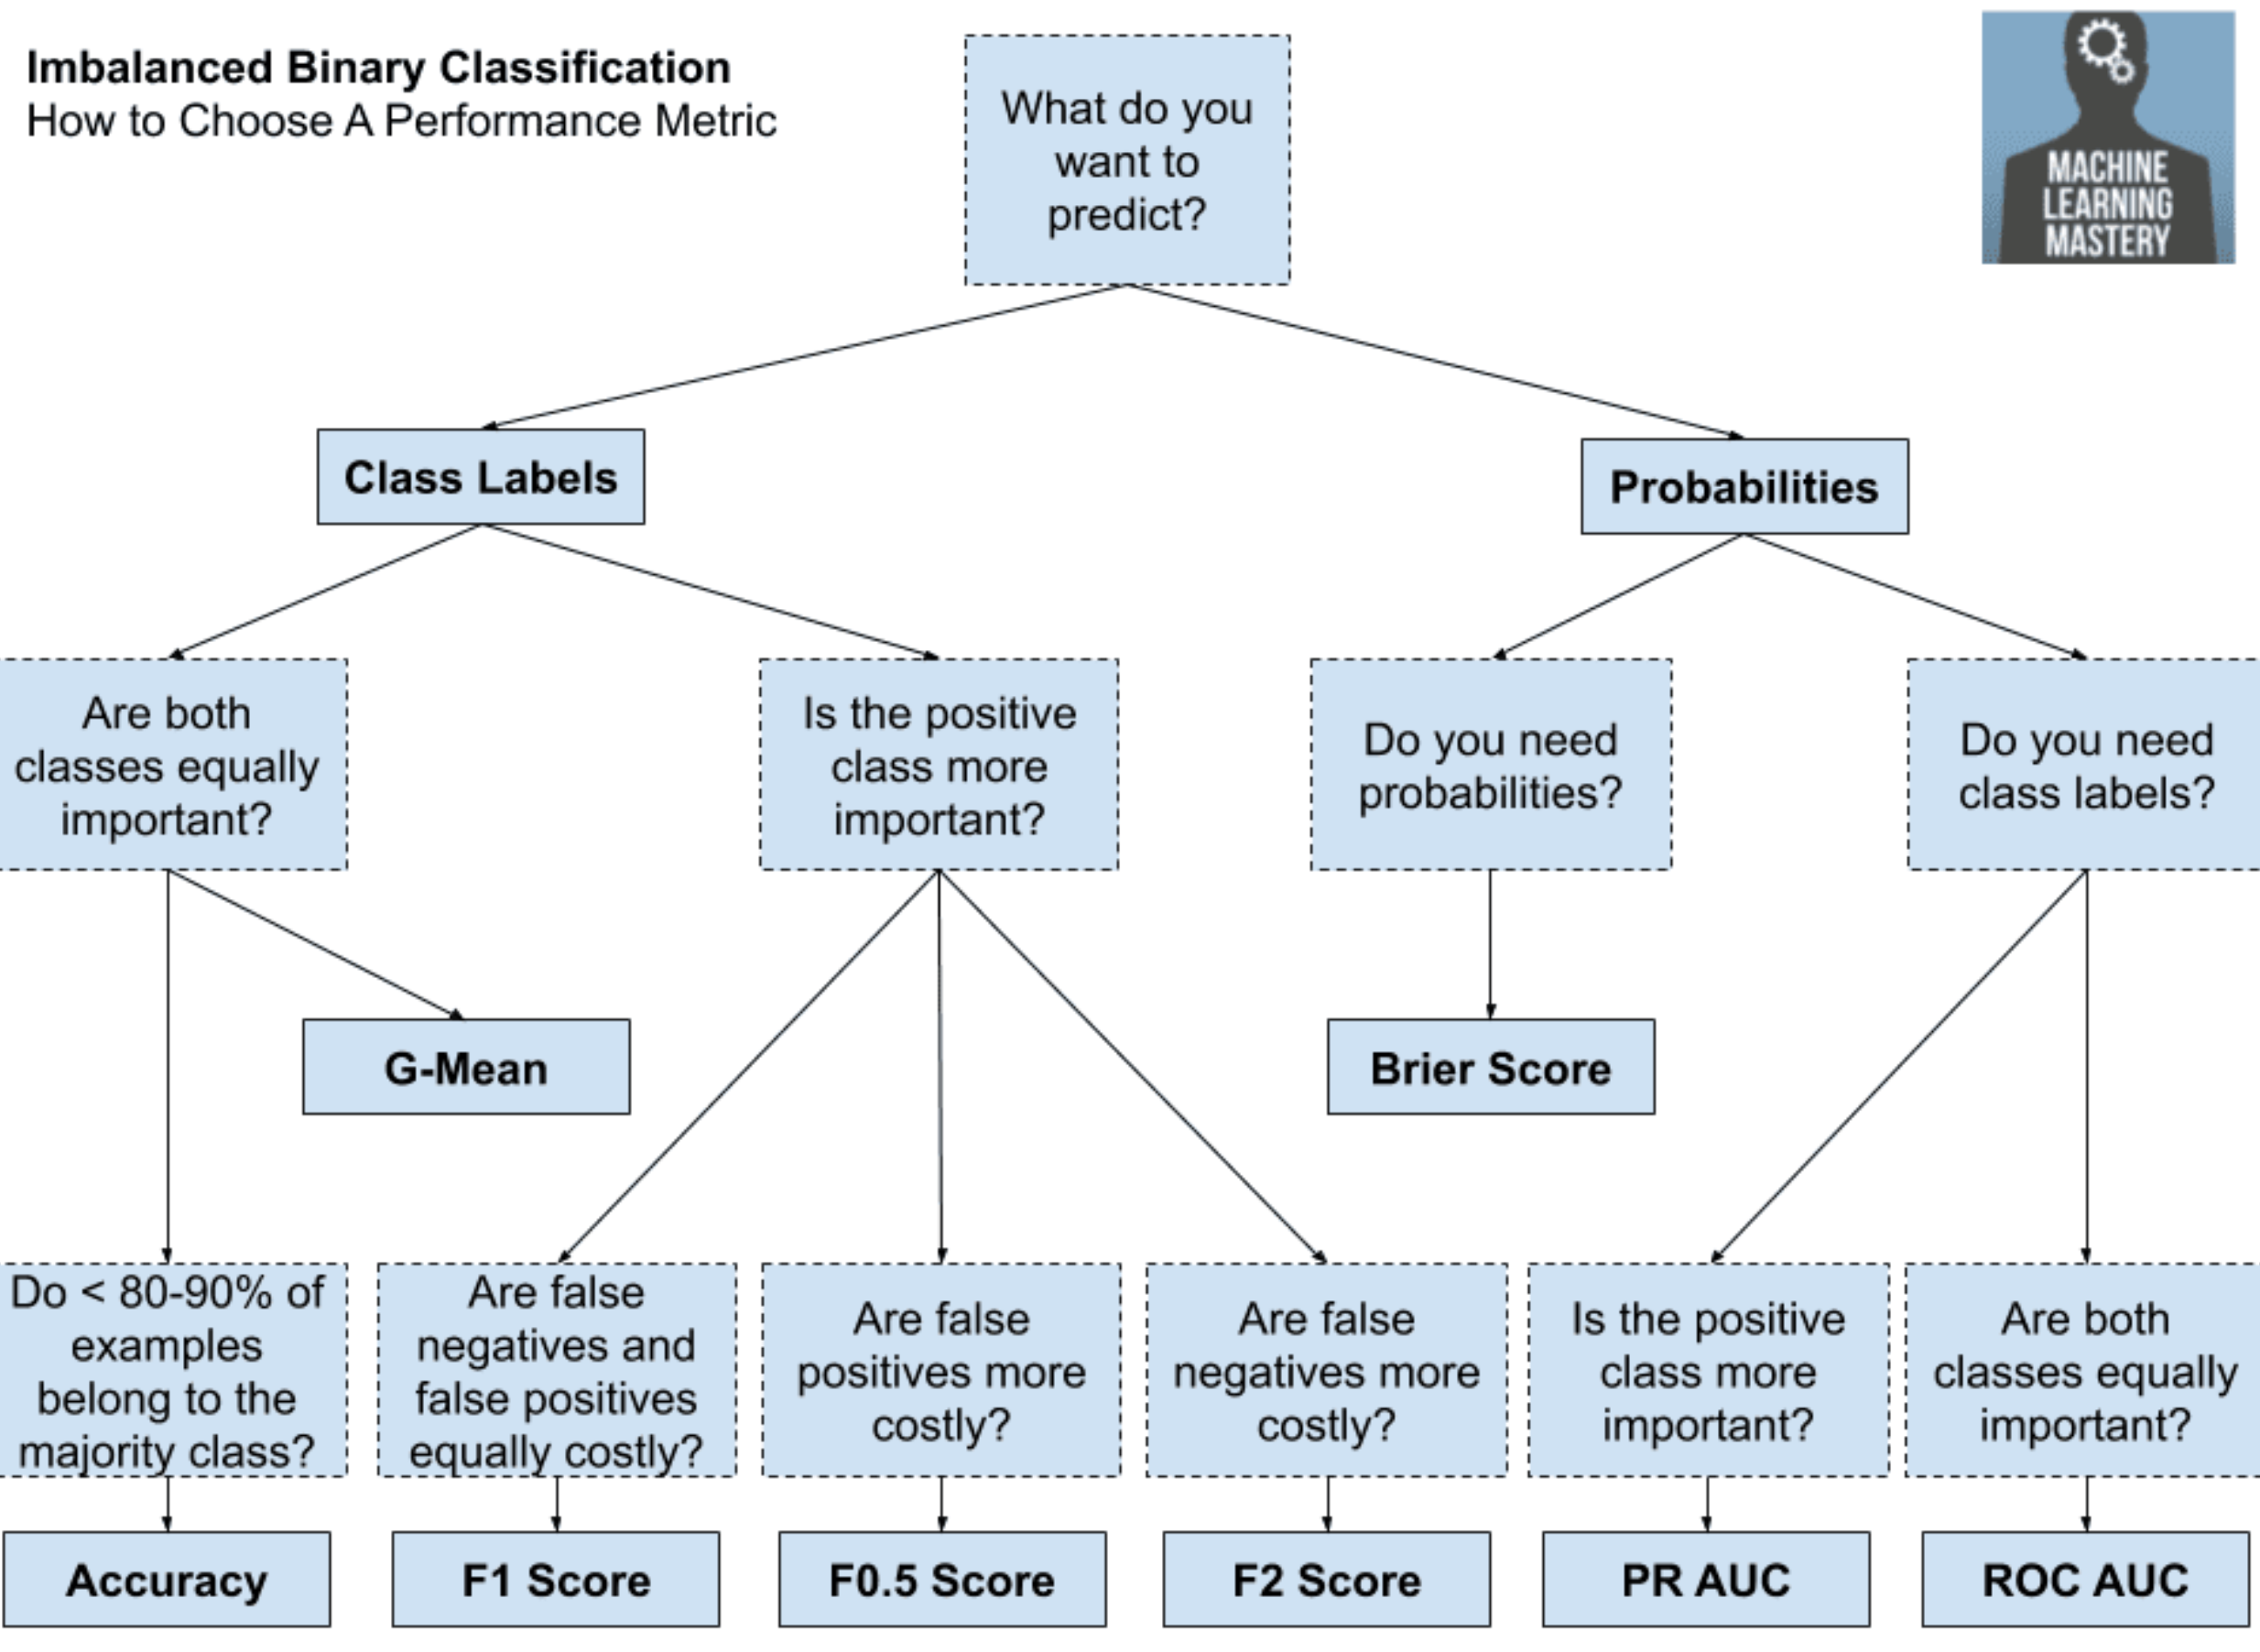 Imbalanced Binary Classification
How to Choose A Performance Metric
What do you
want to
predict?
MACHINE
LEARNING
MASTERY
Class Labels
Probabilities
Are both
classes equally
important?
Is the positive
class more
important?
Do you need
probabilities?
Do you need
class labels?
G-Mean
Brier Score
Do < 80-90% of
examples
belong to the
majority class?
Are false
negatives and
false positives
equally costly?
Are false
positives more
costly?
Are false
negatives more
costly?
Is the positive
class more
important?
Are both
classes equally
important?
Accuracy
F1 Score
F0.5 Score
F2 Score
PR AUC
ROC AUC